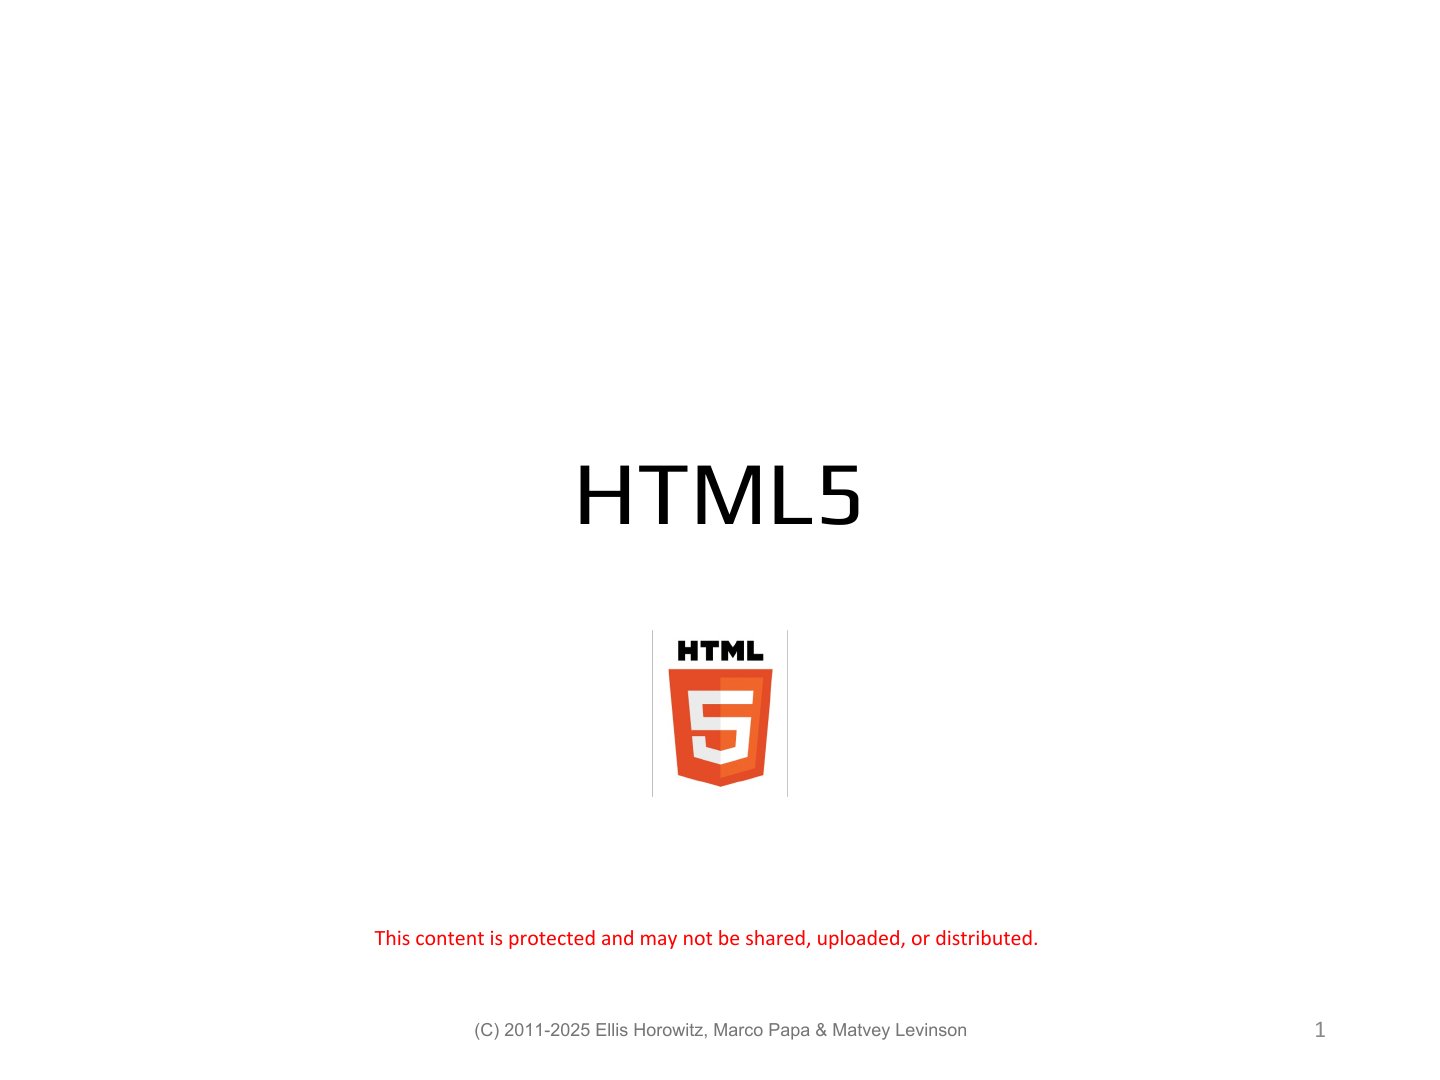 HTML5
HTML
5
This content is protected and may not be shared, uploaded, or distributed.
(C) 2011-2025 Ellis Horowitz, Marco Papa & Matvey Levinson
1